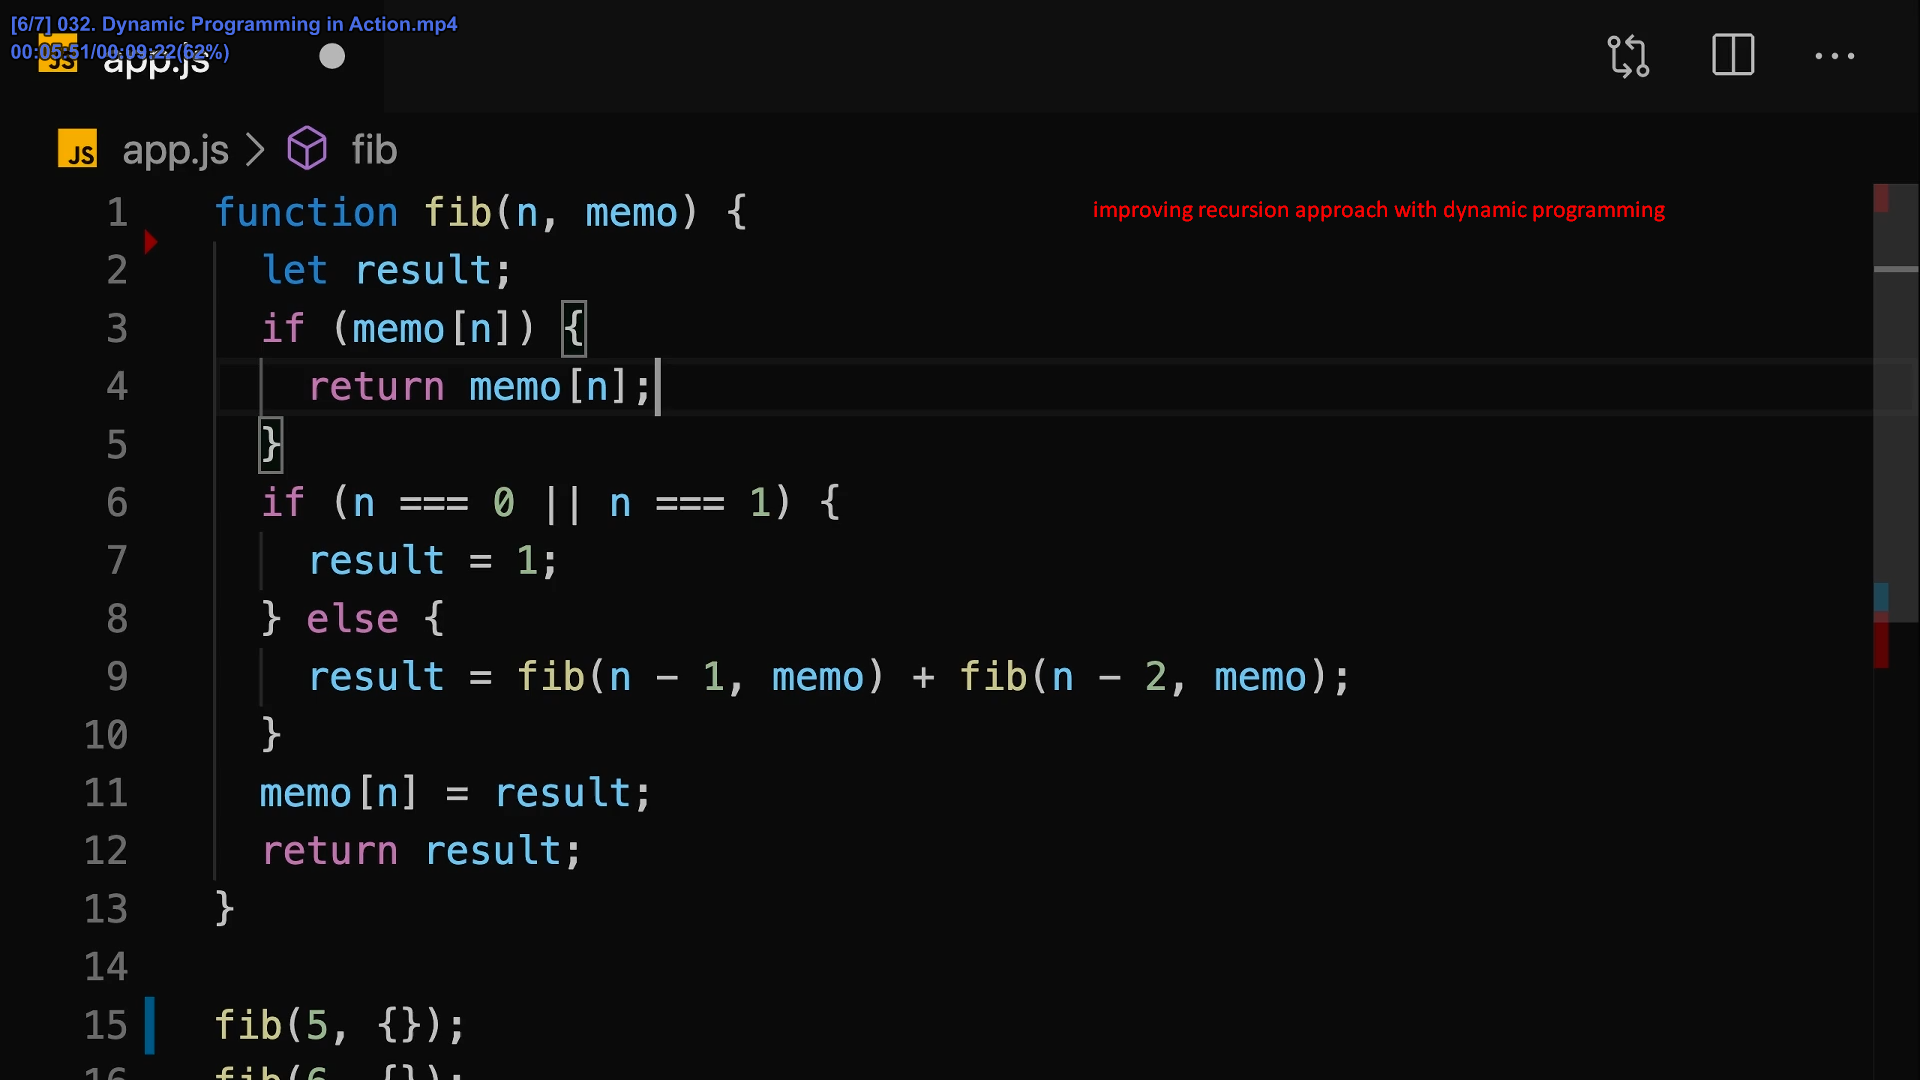 [6/7] 032. Dynamic Programming in Action.mp4
00:05:51/00:09:22(62%)
JS app.js
JS app.js > fib
1 function fib(n, memo) {
improving recursion approach with dynamic programming
2 let result;
3 if (memo[n]) {
4 return memo[n];
5 }
6 if (n === 0 || n === 1) {
7 result = 1;
8 } else {
9 result = fib(n - 1, memo) + fib(n - 2, memo);
10 }
11 memo[n] = result;
12 return result;
13 }
14
15 fib(5, {});
16 fib(6, {});